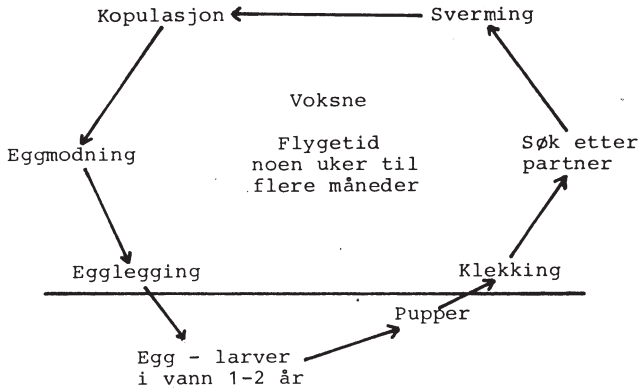 Kopulasjon
Sverming
Voksne
Flygetid
noen uker til
flere måneder
Eggmodning
Søk etter
partner
Egglegging
Klekking
Pupper
Egg - larver
i vann 1-2 år